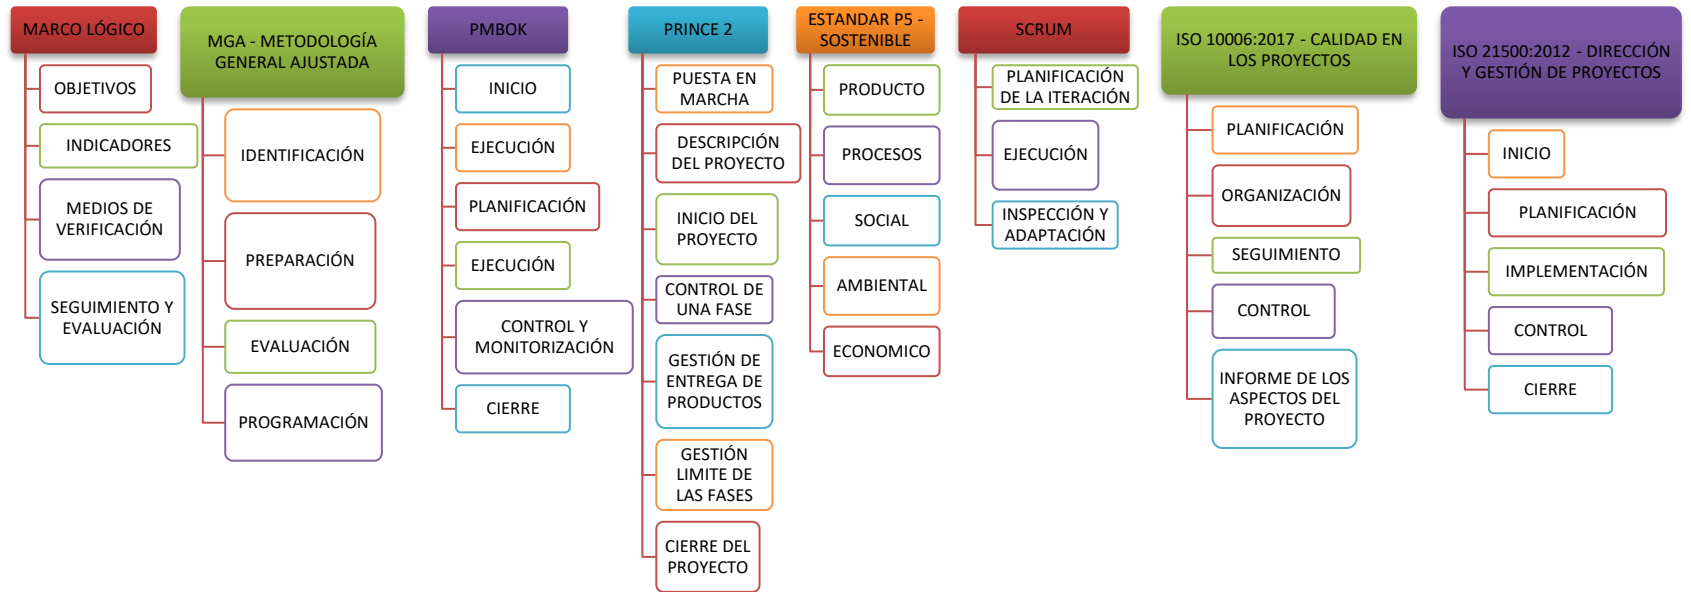 MARCO LÓGICO
OBJETIVOS
INDICADORES
MEDIOS DE
VERIFICACIÓN
SEGUIMIENTO Y
EVALUACIÓN
MGA - METODOLOGÍA
GENERAL AJUSTADA
IDENTIFICACIÓN
PREPARACIÓN
EVALUACIÓN
PROGRAMACIÓN
PMBOK
INICIO
EJECUCIÓN
PLANIFICACIÓN
EJECUCIÓN
CONTROL Y
MONITORIZACIÓN
CIERRE
PRINCE 2
PUESTA EN
MARCHA
DESCRIPCIÓN
DEL PROYECTO
INICIO DEL
PROYECTO
CONTROL DE
UNA FASE
GESTIÓN DE
ENTREGA DE
PRODUCTOS
GESTIÓN
LIMITE DE
LAS FASES
CIERRE DEL
PROYECTO
ESTANDAR P5 -
SOSTENIBLE
PRODUCTO
PROCESOS
SOCIAL
AMBIENTAL
ECONOMICO
SCRUM
PLANIFICACIÓN
DE LA ITERACIÓN
EJECUCIÓN
INSPECCIÓN Y
ADAPTACIÓN
ISO 10006:2017 - CALIDAD EN
LOS PROYECTOS
PLANIFICACIÓN
ORGANIZACIÓN
SEGUIMIENTO
CONTROL
INFORME DE LOS
ASPECTOS DEL
PROYECTO
ISO 21500:2012 - DIRECCIÓN
Y GESTIÓN DE PROYECTOS
INICIO
PLANIFICACIÓN
IMPLEMENTACIÓN
CONTROL
CIERRE